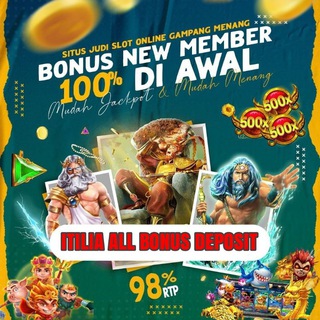 SITUS JUDI SLOT ONLINE GAMPANG MENANG
BONUS NEW MEMBER
100% DI AWAL
Mudah Jackpot & Mudah Menang
500x
500x
500x
ITILIA ALL BONUS DEPOSIT
98% RTP